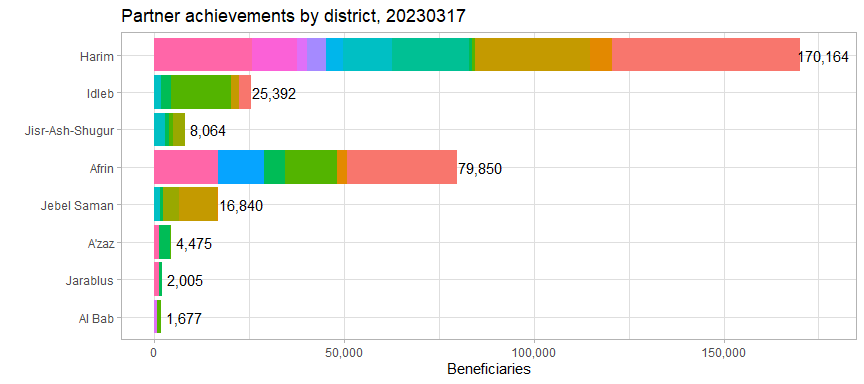 Partner achievements by district, 20230317
Harim 170,164
Idleb 25,392
Jisr-Ash-Shugur 8,064
Afrin 79,850
Jebel Saman 16,840
A'zaz 4,475
Jarablus 2,005
Al Bab 1,677
0 50,000 100,000 150,000
Beneficiaries